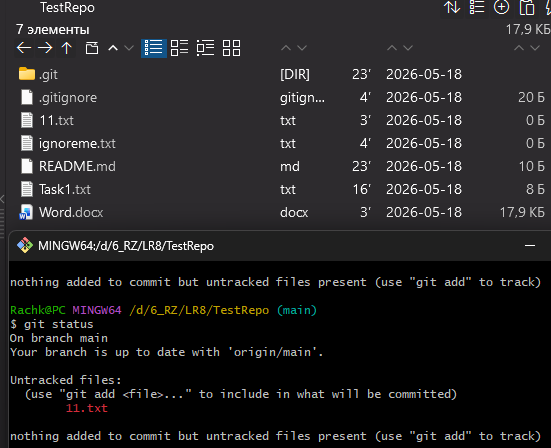 TestRepo
7 элементы
17,9 КБ
.git [DIR] 23' 2026-05-18
.gitignore gitign... 4' 2026-05-18 20 Б
11.txt txt 3' 2026-05-18 0 Б
ignoreme.txt txt 4' 2026-05-18 0 Б
README.md md 23' 2026-05-18 10 Б
Task1.txt txt 16' 2026-05-18 8 Б
Word.docx docx 3' 2026-05-18 17,9 КБ
MINGW64:/d/6_RZ/LR8/TestRepo
nothing added to commit but untracked files present (use "git add" to track)
Rachk@PC MINGW64 /d/6_RZ/LR8/TestRepo (main)
$ git status
On branch main
Your branch is up to date with 'origin/main'.
Untracked files:
(use "git add <file>..." to include in what will be committed)
11.txt
nothing added to commit but untracked files present (use "git add" to track)